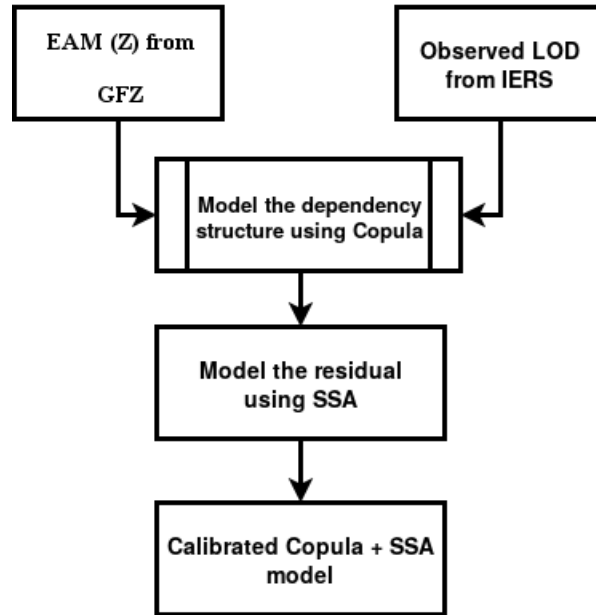 EAM (Z) from
GFZ
Observed LOD
from IERS
Model the dependency
structure using Copula
Model the residual
using SSA
Calibrated Copula + SSA
model